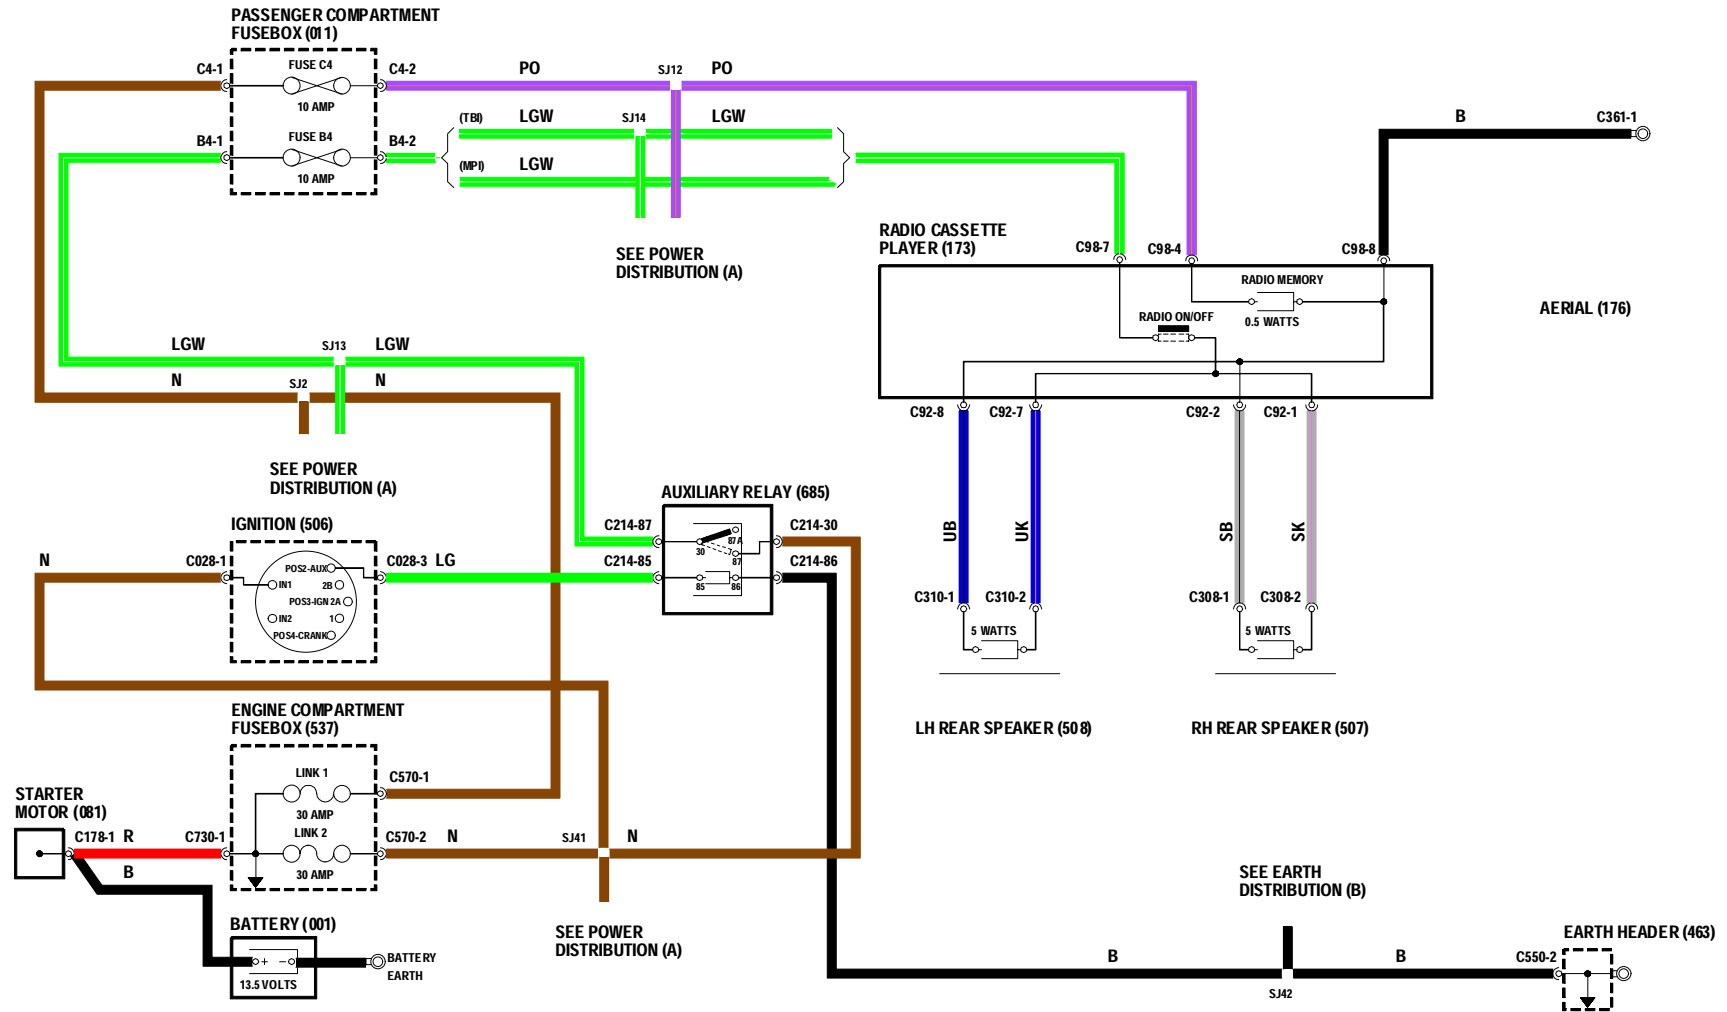 PASSENGER COMPARTMENT
FUSEBOX (011)
C4-1
FUSE C4
10 AMP
C4-2
PO
SJ12
PO
B4-1
FUSE B4
10 AMP
B4-2
(TBI)
LGW
SJ14
LGW
(MPI)
LGW
B
C361-1
SEE POWER
DISTRIBUTION (A)
RADIO CASSETTE
PLAYER (173)
C98-7
C98-4
C98-8
RADIO MEMORY
0.5 WATTS
RADIO ON/OFF
AERIAL (176)
LGW
SJ13
LGW
N
SJ2
N
SEE POWER
DISTRIBUTION (A)
C92-8
C92-7
C92-2
C92-1
UB
UK
SB
SK
C310-1
C310-2
C308-1
C308-2
5 WATTS
5 WATTS
LH REAR SPEAKER (508)
RH REAR SPEAKER (507)
IGNITION (506)
N
C028-1
POS2-AUX
IN1
2B
POS3-IGN 2A
IN2
1
POS4-CRANK
C028-3
LG
AUXILIARY RELAY (685)
C214-87
C214-30
C214-85
C214-86
30
87A
87
85
86
ENGINE COMPARTMENT
FUSEBOX (537)
LINK 1
30 AMP
C570-1
LINK 2
30 AMP
C570-2
N
SJ41
N
STARTER
MOTOR (081)
C178-1
R
C730-1
B
BATTERY (001)
+
−
13.5 VOLTS
BATTERY
EARTH
SEE POWER
DISTRIBUTION (A)
SEE EARTH
DISTRIBUTION (B)
B
SJ42
B
C550-2
EARTH HEADER (463)